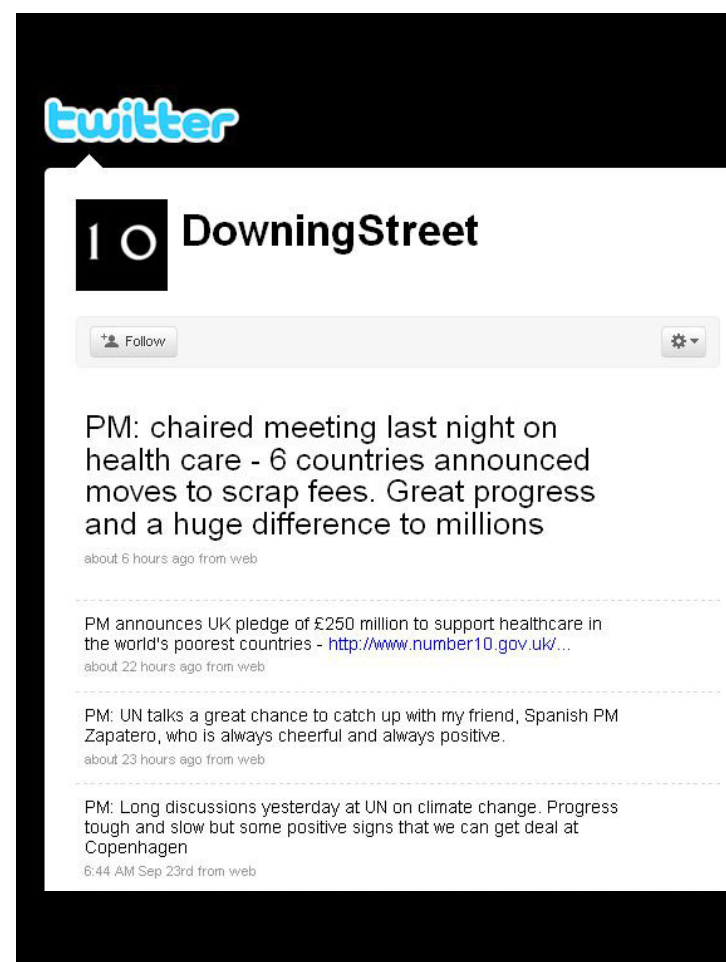 twitter
10
DowningStreet
Follow
PM: chaired meeting last night on
health care - 6 countries announced
moves to scrap fees. Great progress
and a huge difference to millions
about 6 hours ago from web
PM announces UK pledge of £250 million to support healthcare in
the world's poorest countries - http://www.number10.gov.uk/...
about 22 hours ago from web
PM: UN talks a great chance to catch up with my friend, Spanish PM
Zapatero, who is always cheerful and always positive.
about 23 hours ago from web
PM: Long discussions yesterday at UN on climate change. Progress
tough and slow but some positive signs that we can get deal at
Copenhagen
6:44 AM Sep 23rd from web